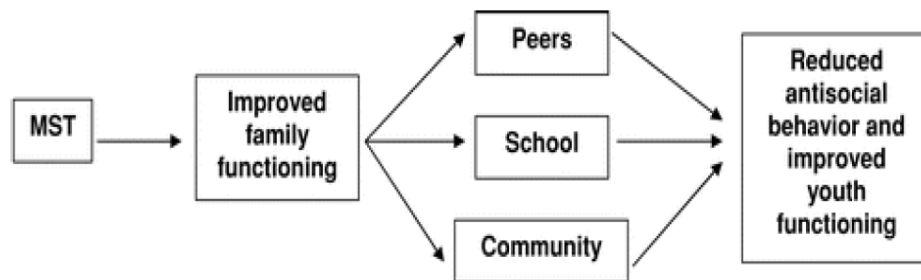 MST
Improved
family
functioning
Peers
School
Community
Reduced
antisocial
behavior and
improved
youth
functioning